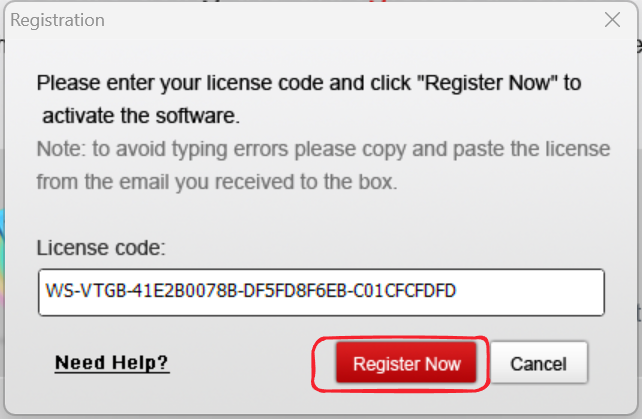 Registration
Please enter your license code and click "Register Now" to
activate the software.
Note: to avoid typing errors please copy and paste the license
from the email you received to the box.
License code:
WS-VTGB-41E2B0078B-DF5FD8F6EB-C01CFCFDFD
Need Help?
Register Now
Cancel